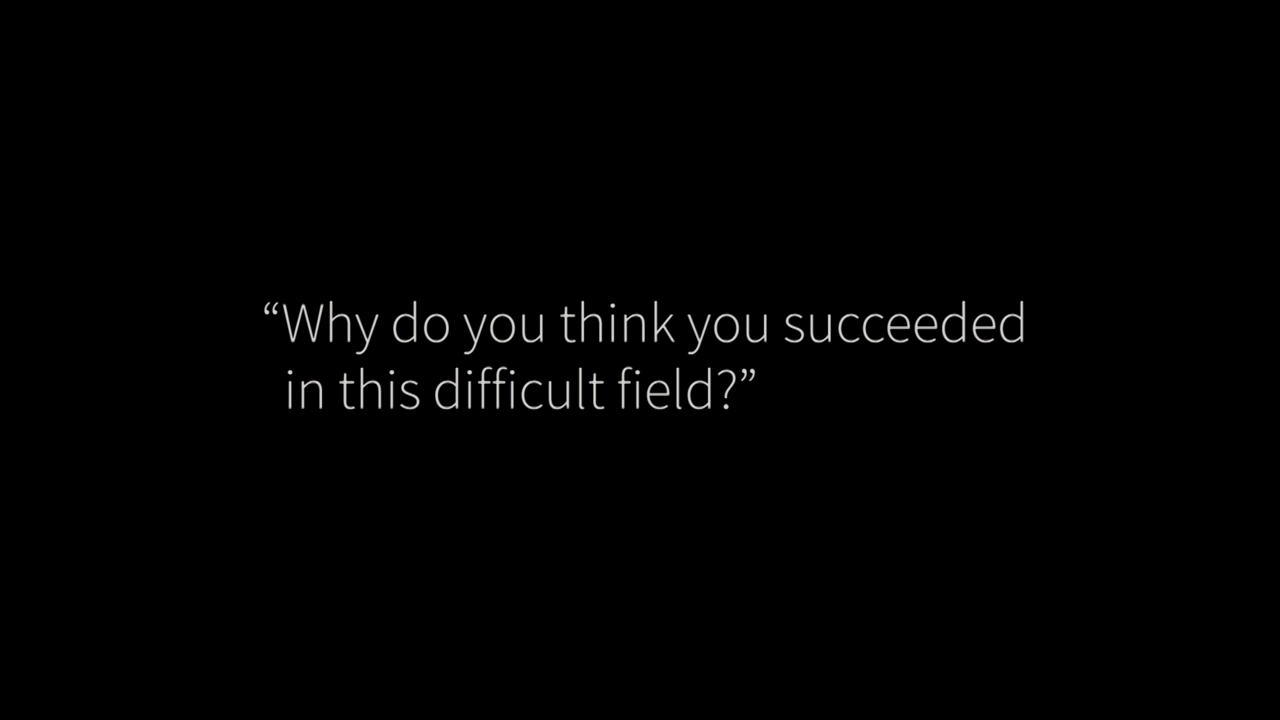 “Why do you think you succeeded
in this difficult field?”